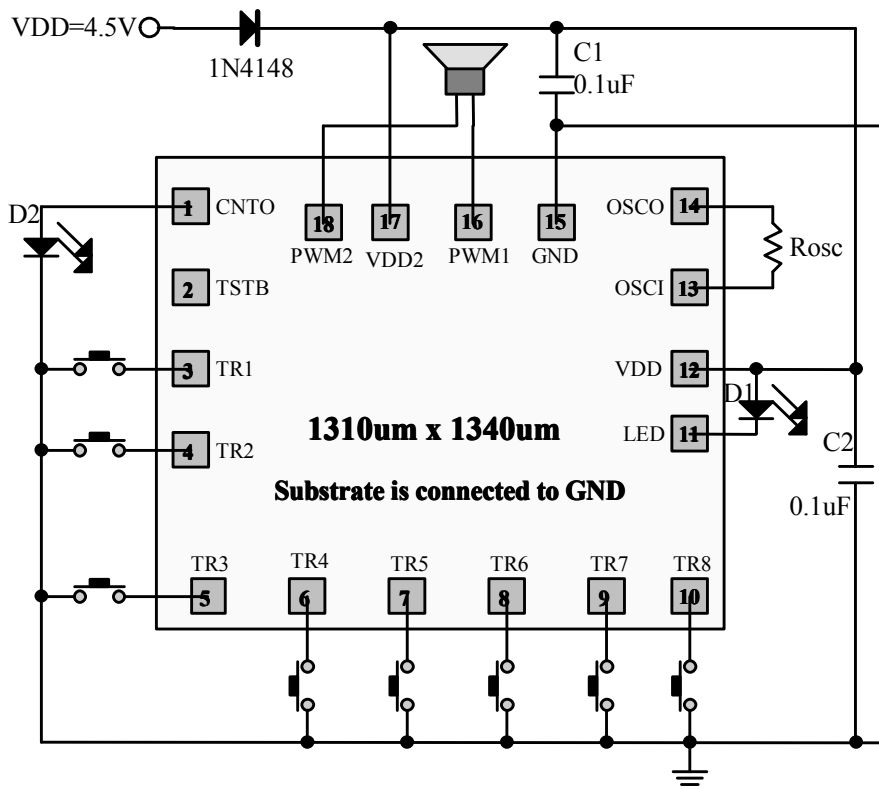 VDD=4.5V
1N4148
C1
0.1uF
D2
1
CNTO
18
PWM2
17
VDD2
16
PWM1
15
GND
OSCO
14
Rosc
2
TSTB
OSCI
13
3
TR1
VDD
12
D1
4
TR2
1310um x 1340um
LED
11
C2
Substrate is connected to GND
0.1uF
TR3
TR4
TR5
TR6
TR7
TR8
5
6
7
8
9
10